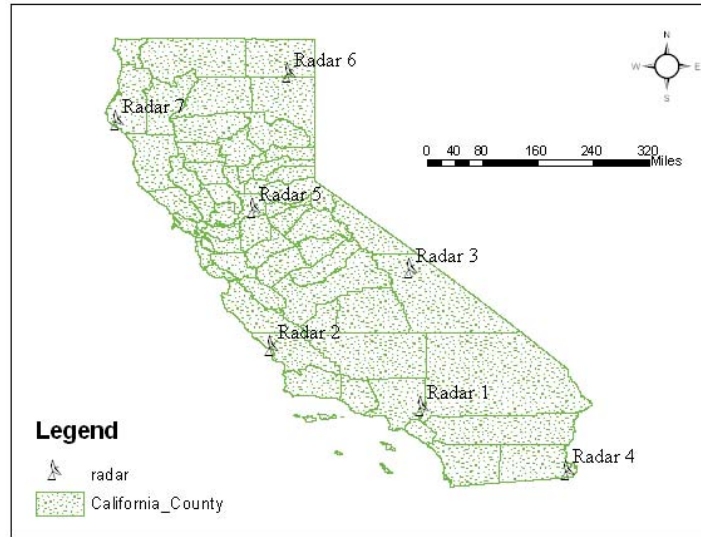 N
W E
S
Radar 6
Radar 7
0 40 80 160 240 320
Miles
Radar 5
Radar 3
Radar 2
Radar 1
Radar 4
Legend
radar
California_County